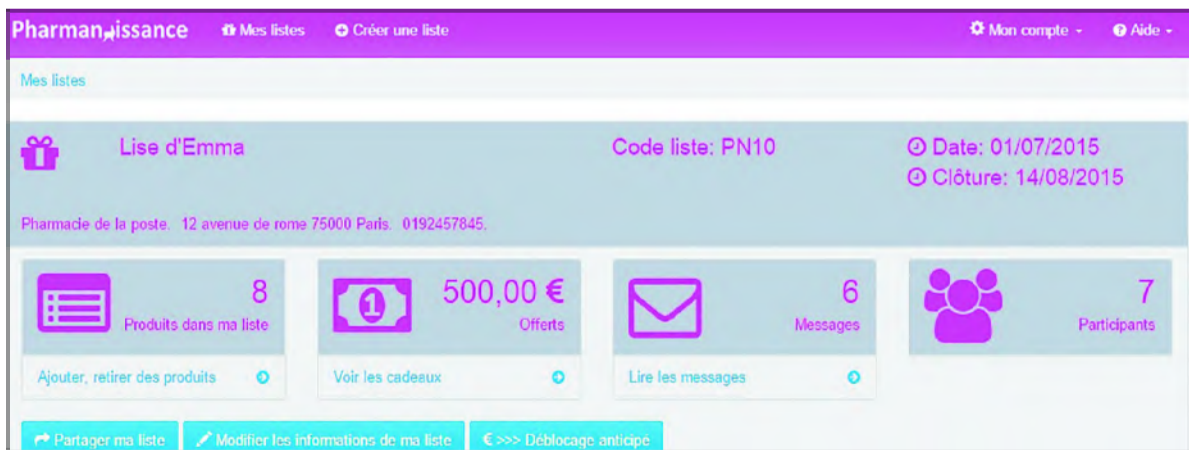 Pharmanaissance Mes listes Créer une liste Mon compte Aide
Mes listes
Lise d'Emma Code liste: PN10 Date: 01/07/2015
Clôture: 14/08/2015
Pharmacie de la poste. 12 avenue de rome 75000 Paris. 0192457845.
8 1 500,00 € 6 7
Produits dans ma liste Offerts Messages Participants
Ajouter, retirer des produits Voir les cadeaux Lire les messages
Partager ma liste Modifier les informations de ma liste € >>> Déblocage anticipé